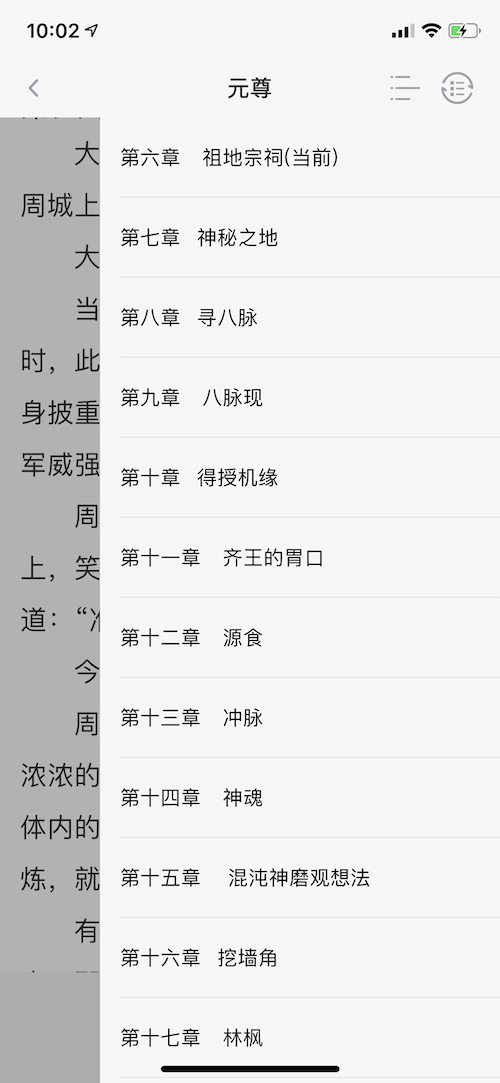 10:02
元尊
大
周城上
大
当
时，此
身披重
军威强
周
上，笑
道：“
今
周
浓浓的
体内的
炼，就
有
第六章 祖地宗祠(当前)
第七章 神秘之地
第八章 寻八脉
第九章 八脉现
第十章 得授机缘
第十一章 齐王的胃口
第十二章 源食
第十三章 冲脉
第十四章 神魂
第十五章 混沌神磨观想法
第十六章 挖墙角
第十七章 林枫